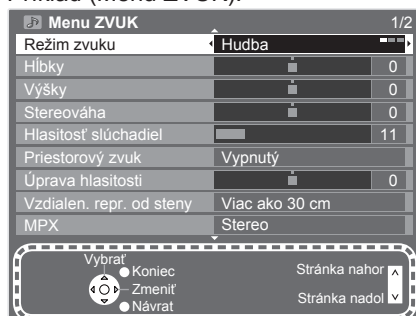 Príklad (Menu ZVUK):
Menu ZVUK 1/2
Režim zvuku Hudba
Hĺbky 0
Výšky 0
Stereováha 0
Hlasitosť slúchadiel 11
Priestorový zvuk Vypnutý
Úprava hlasitosti 0
Vzdialen. repr. od steny Viac ako 30 cm
MPX Stereo
Vybrať
Koniec
Zmeniť
Návrat
Stránka nahor
Stránka nadol